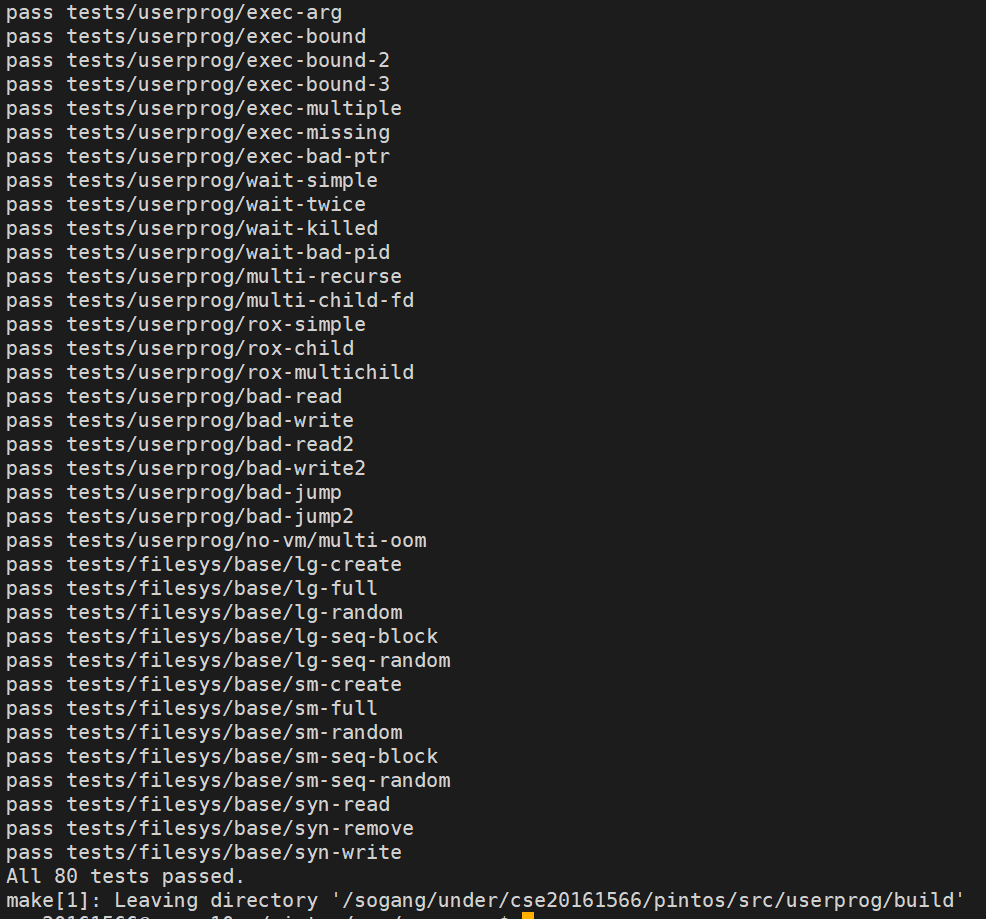 pass tests/userprog/exec-arg
pass tests/userprog/exec-bound
pass tests/userprog/exec-bound-2
pass tests/userprog/exec-bound-3
pass tests/userprog/exec-multiple
pass tests/userprog/exec-missing
pass tests/userprog/exec-bad-ptr
pass tests/userprog/wait-simple
pass tests/userprog/wait-twice
pass tests/userprog/wait-killed
pass tests/userprog/wait-bad-pid
pass tests/userprog/multi-recurse
pass tests/userprog/multi-child-fd
pass tests/userprog/rox-simple
pass tests/userprog/rox-child
pass tests/userprog/rox-multichild
pass tests/userprog/bad-read
pass tests/userprog/bad-write
pass tests/userprog/bad-read2
pass tests/userprog/bad-write2
pass tests/userprog/bad-jump
pass tests/userprog/bad-jump2
pass tests/userprog/no-vm/multi-oom
pass tests/filesys/base/lg-create
pass tests/filesys/base/lg-full
pass tests/filesys/base/lg-random
pass tests/filesys/base/lg-seq-block
pass tests/filesys/base/lg-seq-random
pass tests/filesys/base/sm-create
pass tests/filesys/base/sm-full
pass tests/filesys/base/sm-random
pass tests/filesys/base/sm-seq-block
pass tests/filesys/base/sm-seq-random
pass tests/filesys/base/syn-read
pass tests/filesys/base/syn-remove
pass tests/filesys/base/syn-write
All 80 tests passed.
make[1]: Leaving directory '/sogang/under/cse20161566/pintos/src/userprog/build'